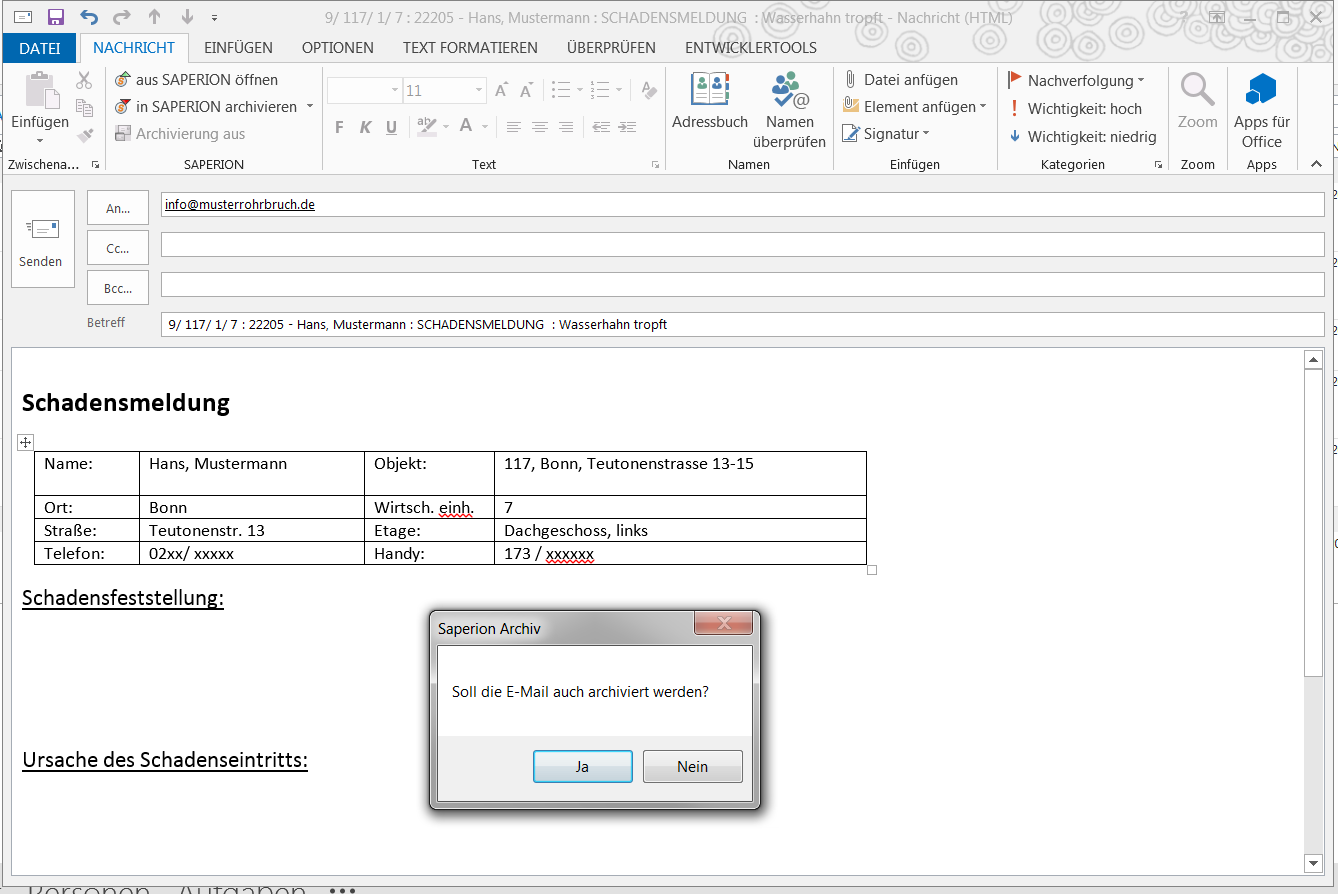 9/ 117/ 1/ 7 : 22205 - Hans, Mustermann : SCHADENSMELDUNG : Wasserhahn tropft - Nachricht (HTML)
DATEI NACHRICHT EINFÜGEN OPTIONEN TEXT FORMATIEREN ÜBERPRÜFEN ENTWICKLERTOOLS
Einfügen
Zwischena...
aus SAPERION öffnen
in SAPERION archivieren
Archivierung aus
SAPERION
11
F K U ab A
Text
Adressbuch
Namen
überprüfen
Namen
Datei anfügen
Element anfügen
Signatur
Einfügen
Nachverfolgung
Wichtigkeit: hoch
Wichtigkeit: niedrig
Kategorien
Zoom
Zoom
Apps für
Office
Apps
Senden
An... info@musterrohrbruch.de
Cc...
Bcc...
Betreff 9/ 117/ 1/ 7 : 22205 - Hans, Mustermann : SCHADENSMELDUNG : Wasserhahn tropft
Schadensmeldung
Name: Hans, Mustermann Objekt: 117, Bonn, Teutonenstrasse 13-15
Ort: Bonn Wirtsch. einh. 7
Straße: Teutonenstr. 13 Etage: Dachgeschoss, links
Telefon: 02xx/ xxxxx Handy: 173 / xxxxxx
Schadensfeststellung:
Saperion Archiv
Soll die E-Mail auch archiviert werden?
Ja Nein
Ursache des Schadenseintritts:
Personen Aufgaben